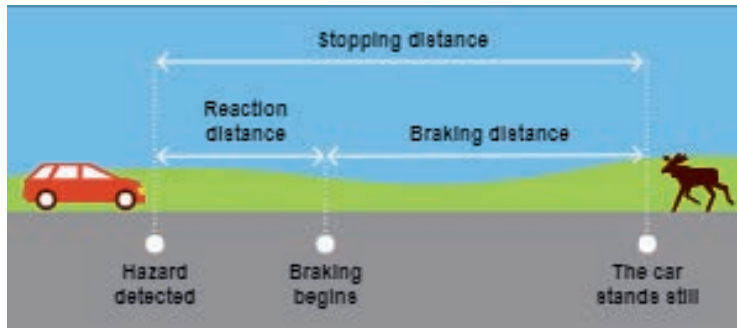 Stopping distance
Reaction
distance
Braking distance
Hazard
detected
Braking
begins
The car
stands still